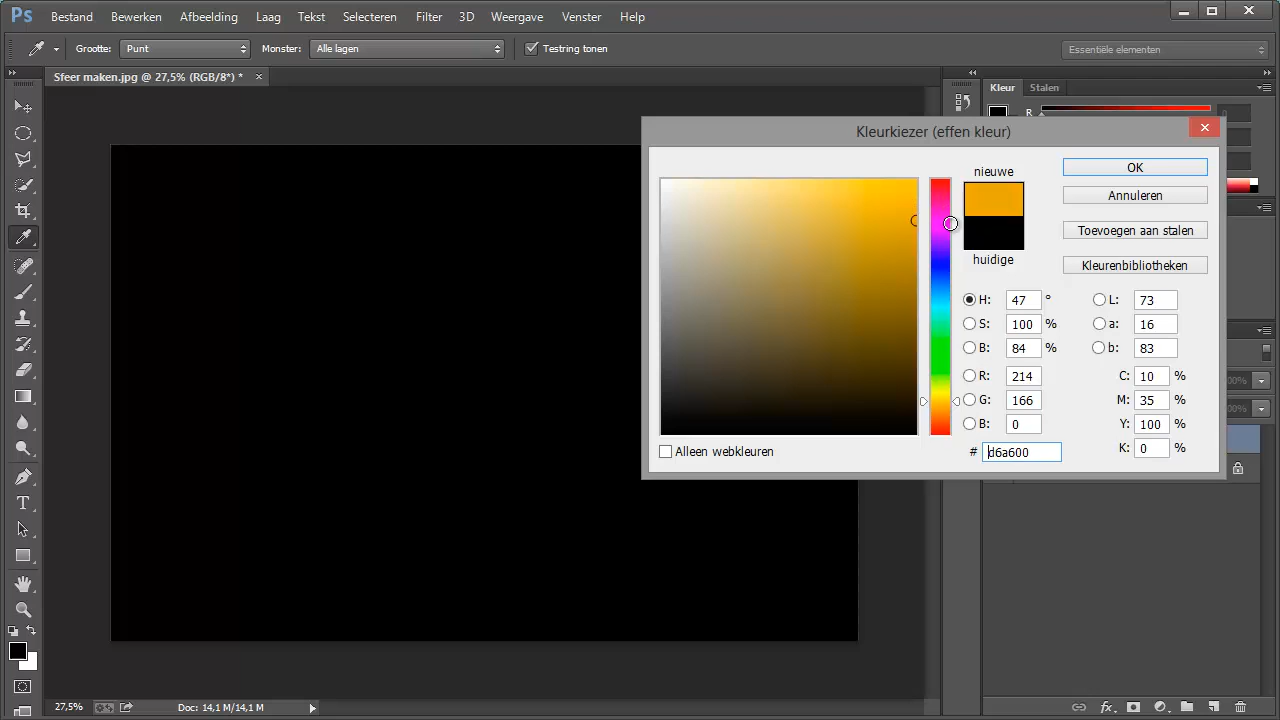 Ps Bestand Bewerken Afbeelding Laag Tekst Selecteren Filter 3D Weergave Venster Help
Grootte: Punt Monster: Alle lagen Testring tonen Essentiële elementen
Sfeer maken.jpg @ 27,5% (RGB/8*) * ×
Kleur Stalen
R 0
Kleurkiezer (effen kleur)
nieuwe
huidige
OK
Annuleren
Toevoegen aan stalen
Kleurenbibliotheken
H: 47 ° L: 73
S: 100 % a: 16
B: 84 % b: 83
R: 214 C: 10 %
G: 166 M: 35 %
B: 0 Y: 100 %
# d6a600 K: 0 %
Alleen webkleuren
T
27,5% Doc: 14,1 M/14,1 M
fx